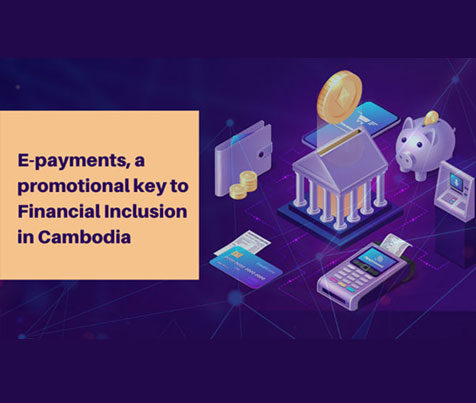 E-payments, a
promotional key to
Financial Inclusion
in Cambodia